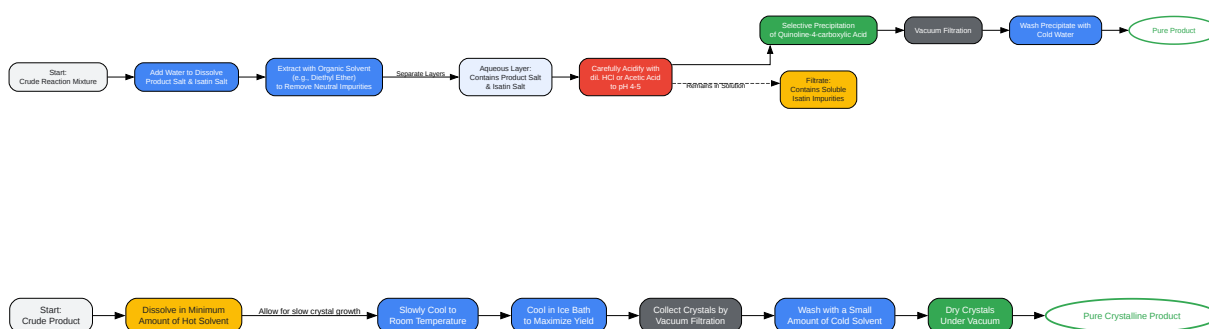 Start:
Crude Reaction Mixture
Add Water to Dissolve
Product Salt & Isatin Salt
Extract with Organic Solvent
(e.g., Diethyl Ether)
to Remove Neutral Impurities
Separate Layers
Aqueous Layer:
Contains Product Salt
& Isatin Salt
Carefully Acidify with
dil. HCl or Acetic Acid
to pH 4-5
Selective Precipitation
of Quinoline-4-carboxylic Acid
Vacuum Filtration
Wash Precipitate with
Cold Water
Pure Product
Remains in Solution
Filtrate:
Contains Soluble
Isatin Impurities
Start:
Crude Product
Dissolve in Minimum
Amount of Hot Solvent
Allow for slow crystal growth
Slowly Cool to
Room Temperature
Cool in Ice Bath
to Maximize Yield
Collect Crystals by
Vacuum Filtration
Wash with a Small
Amount of Cold Solvent
Dry Crystals
Under Vacuum
Pure Crystalline Product